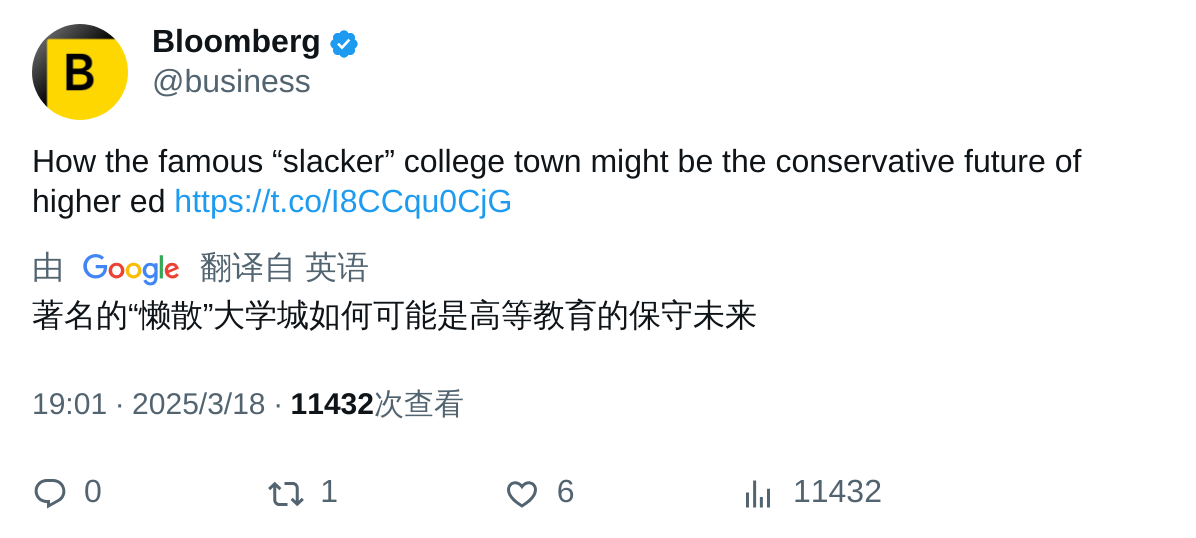 B
Bloomberg
@business
How the famous “slacker” college town might be the conservative future of
higher ed https://t.co/I8CCqu0CjG
由 Google 翻译自 英语
著名的“懒散”大学城如何可能是高等教育的保守未来
19:01 · 2025/3/18 · 11432次查看
0 1 6 11432